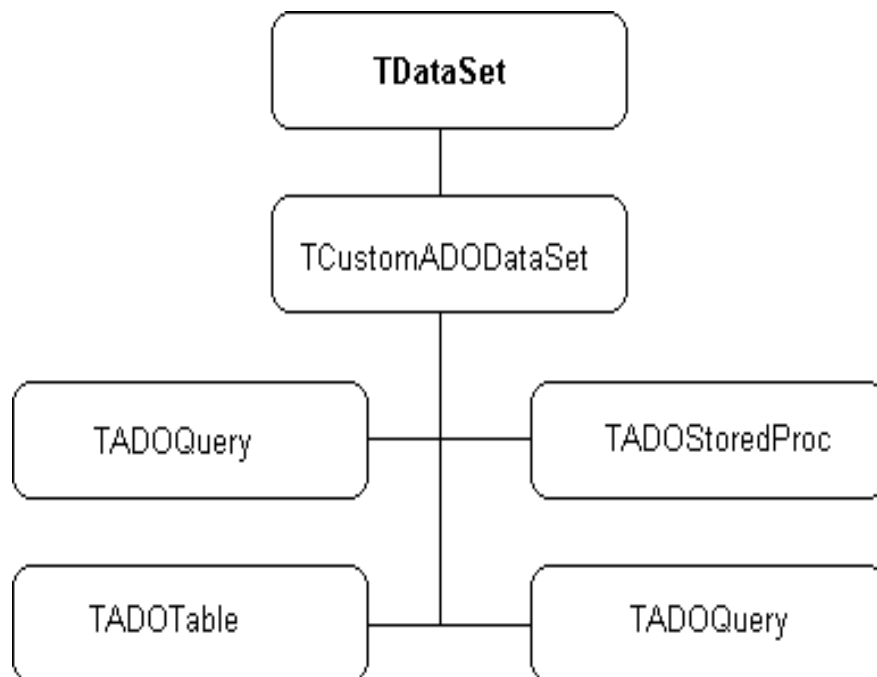 TDataSet
TCustomADODataSet
TADOQuery
TADOStoredProc
TADOTable
TADOQuery